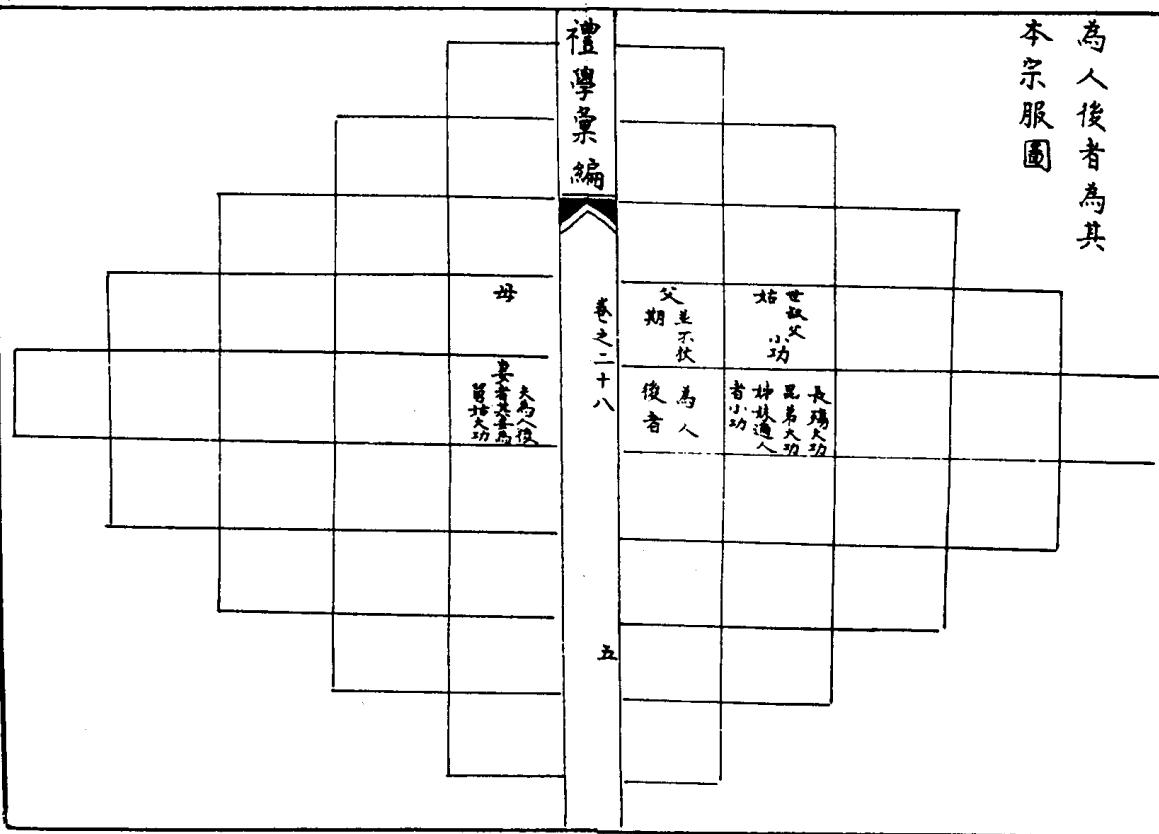 為人後者為其
本宗服圖
世叔父
姑
小功
父
並不杖
期
長殤大功
昆弟大功
姊妹適人
者小功
為人
後者
禮學彙編
卷之二十八
五
母
夫為人後
妻者其妻為
舅姑大功